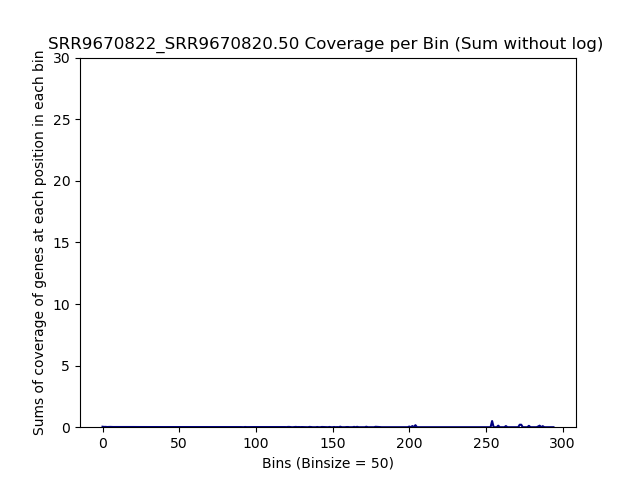 SRR9670822_SRR9670820.50 Coverage per Bin (Sum without log)
Sums of coverage of genes at each position in each bin
30
25
20
15
10
5
0
0 50 100 150 200 250 300
Bins (Binsize = 50)